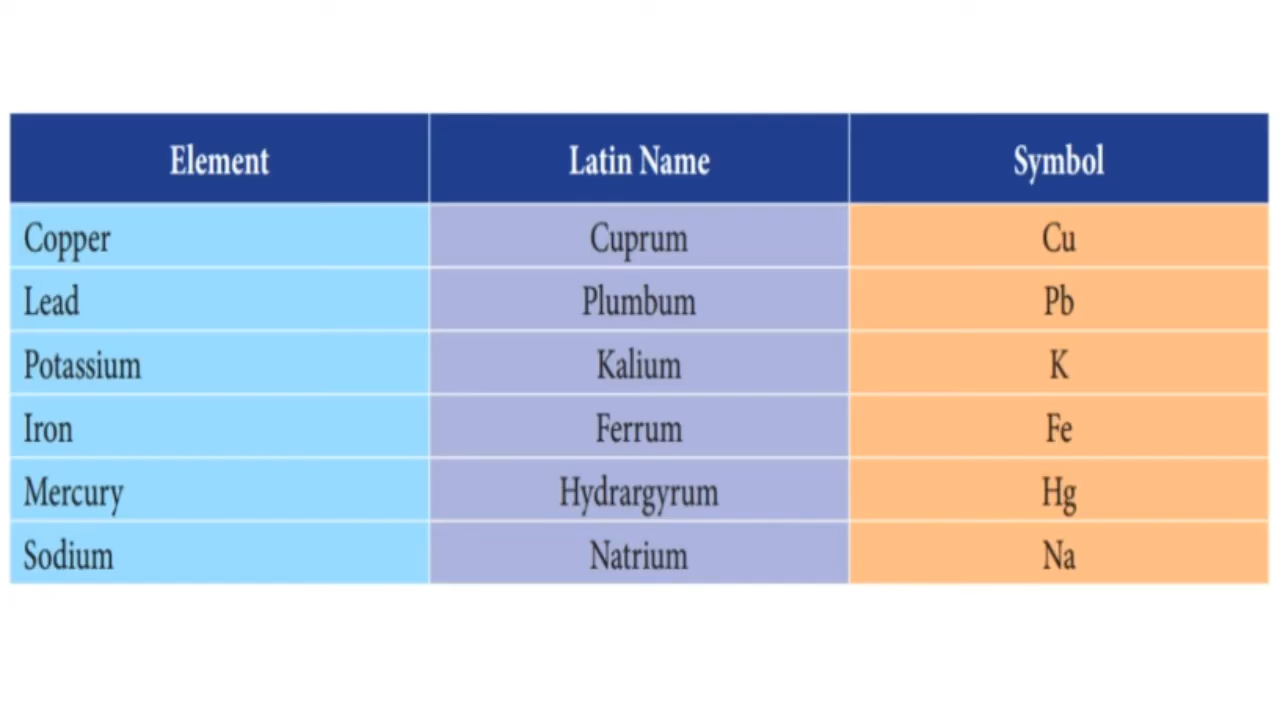 Element Latin Name Symbol
Copper Cuprum Cu
Lead Plumbum Pb
Potassium Kalium K
Iron Ferrum Fe
Mercury Hydrargyrum Hg
Sodium Natrium Na